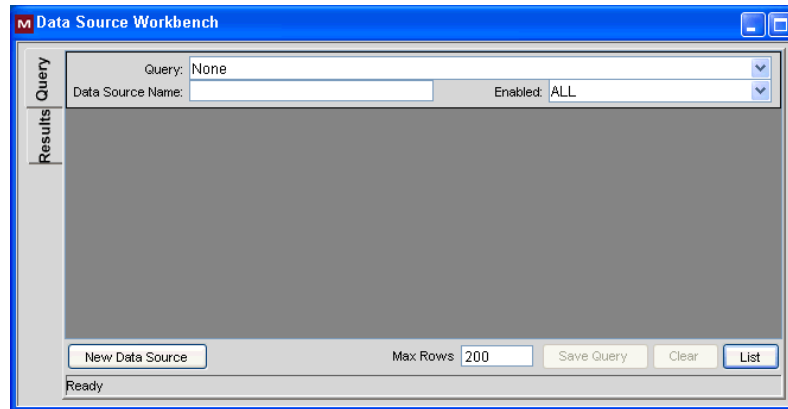 M Data Source Workbench
Query
Results
Query: None
Data Source Name: Enabled: ALL
New Data Source Max Rows 200 Save Query Clear List
Ready